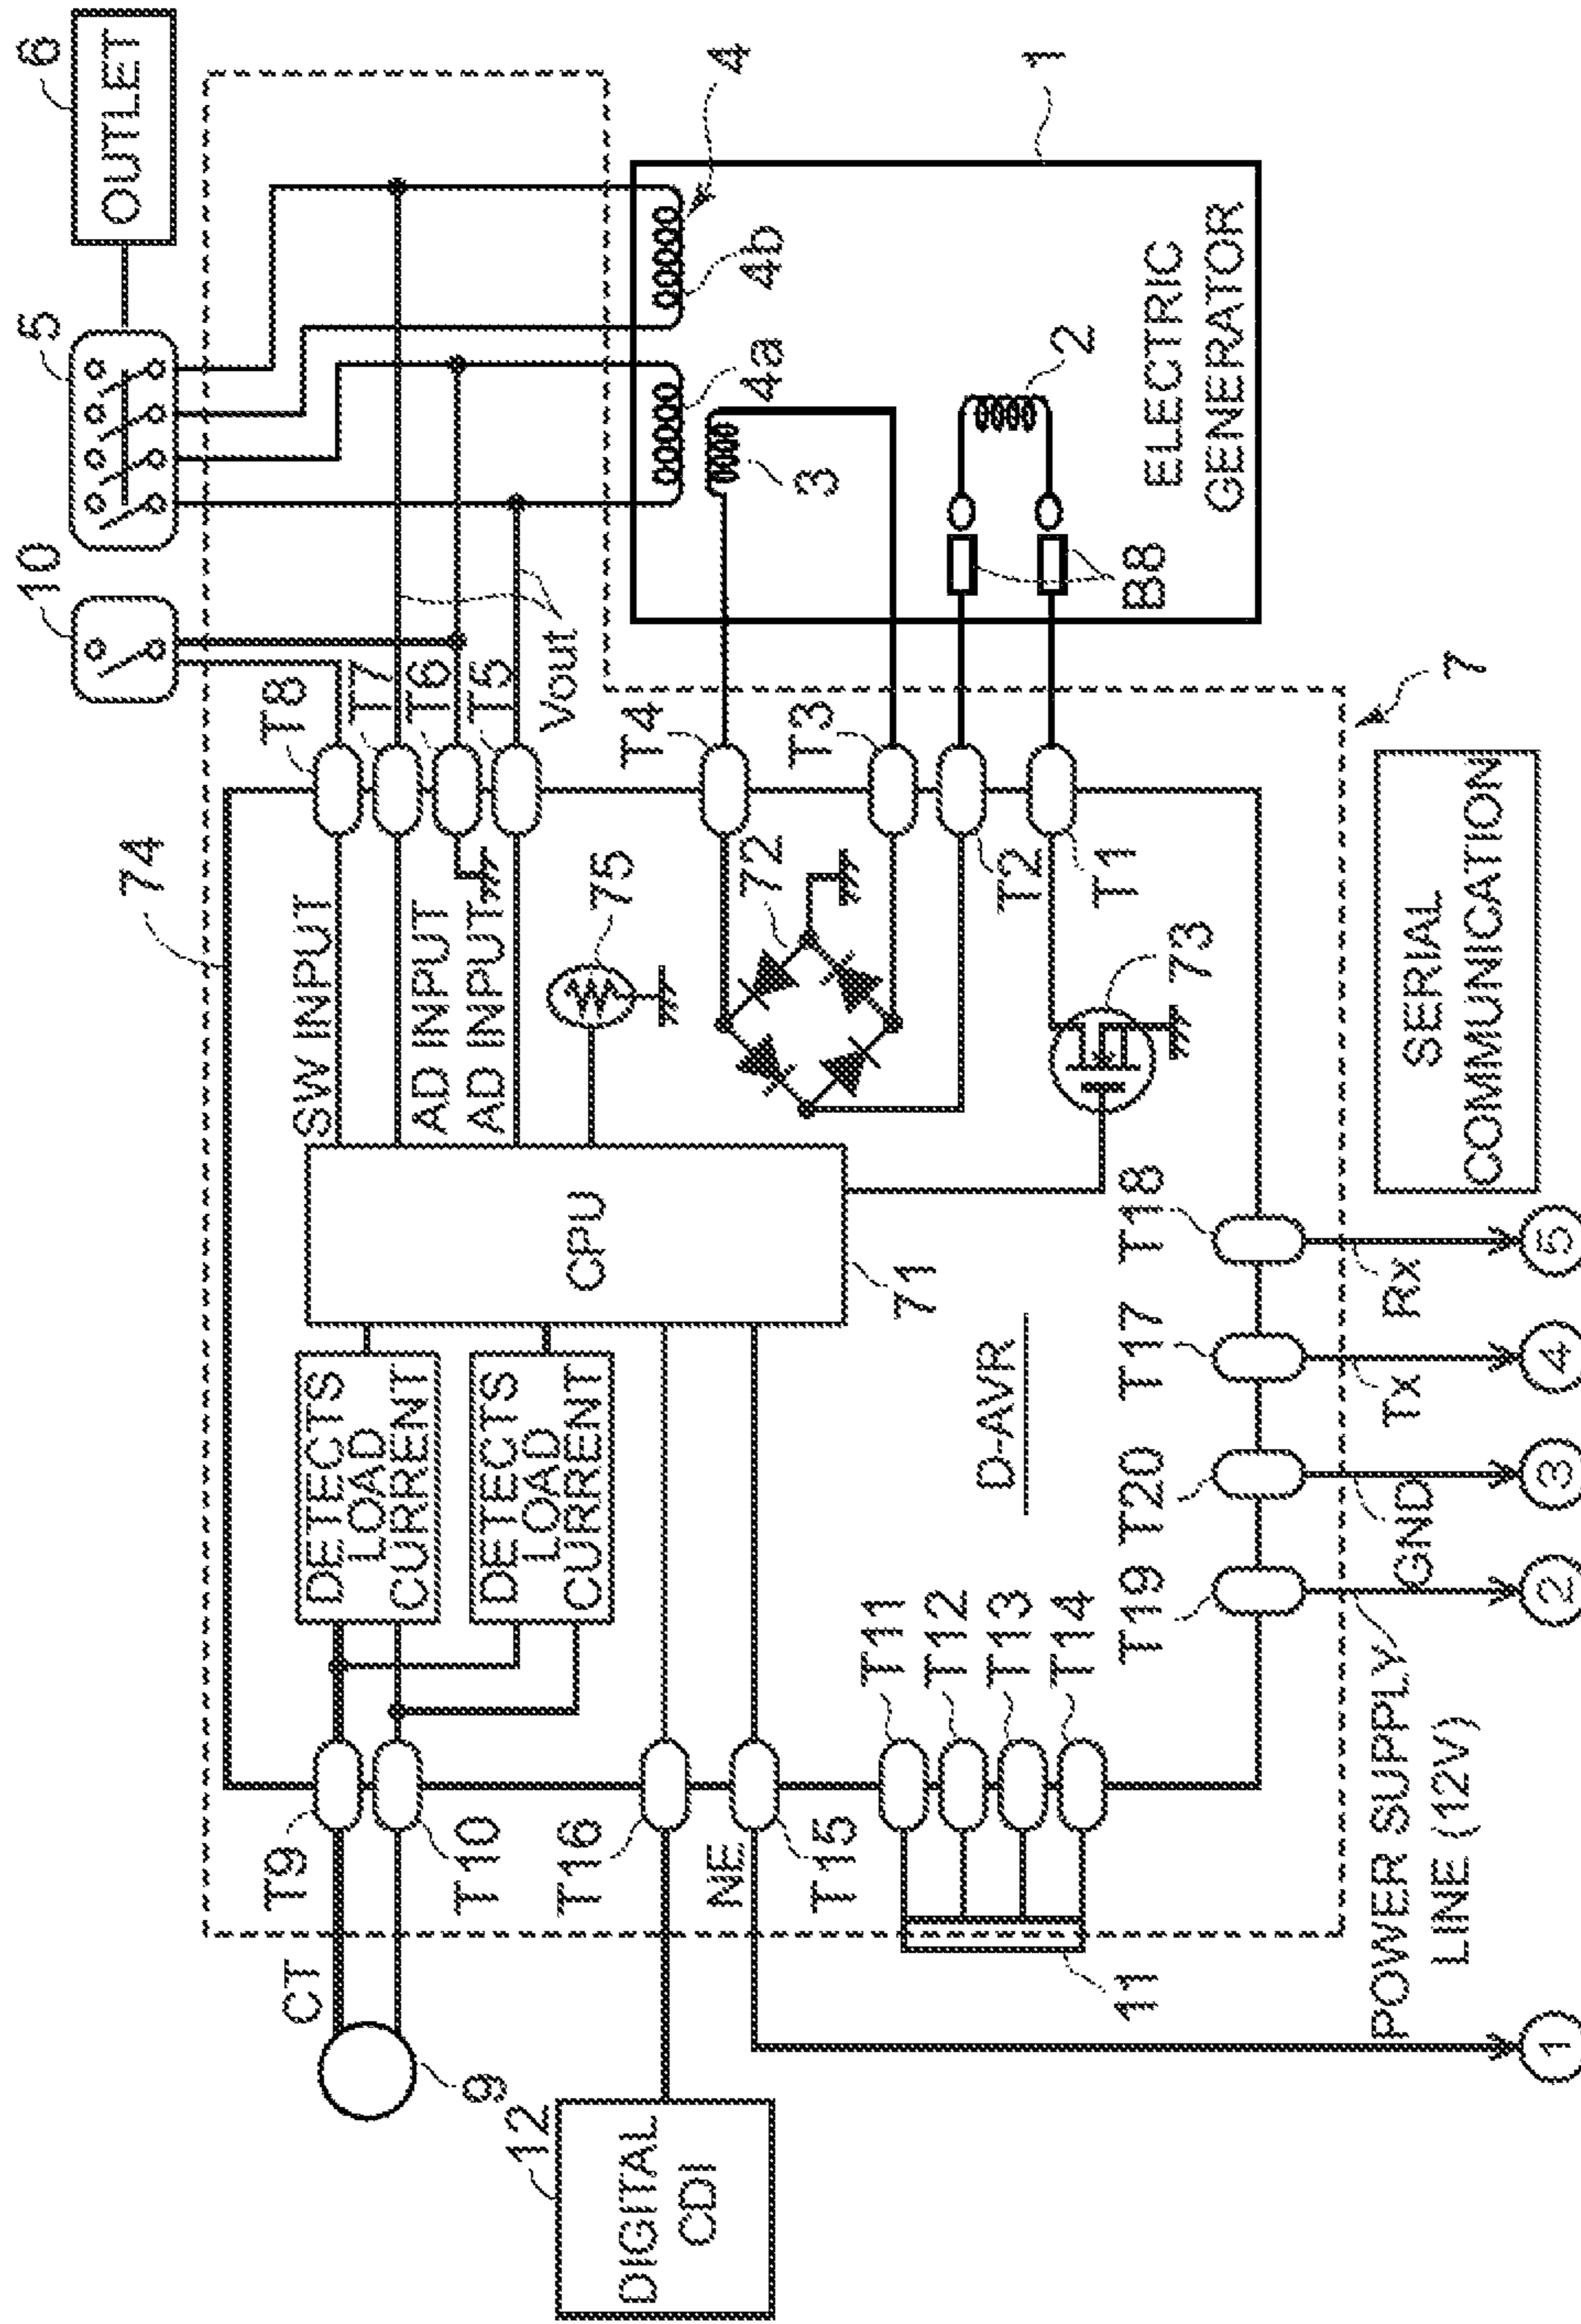 6
OUTLET
5
10
4
1
4b
4a
3
2
B8
ELECTRIC
GENERATOR
T8
T7
T6
T5
Vout
T4
T3
T2
T1
7
74
SW INPUT
AD INPUT
AD INPUT
75
72
73
SERIAL
COMMUNICATION
CPU
71
DETECTS
LOAD
CURRENT
DETECTS
LOAD
CURRENT
D-AVR
T18
T17
T20
T19
Rx
Tx
GND
POWER SUPPLY
LINE (12V)
5
4
3
2
1
T9
T10
T16
NE
T15
T11
T12
T13
T14
11
CT
9
12
DIGITAL
CDI